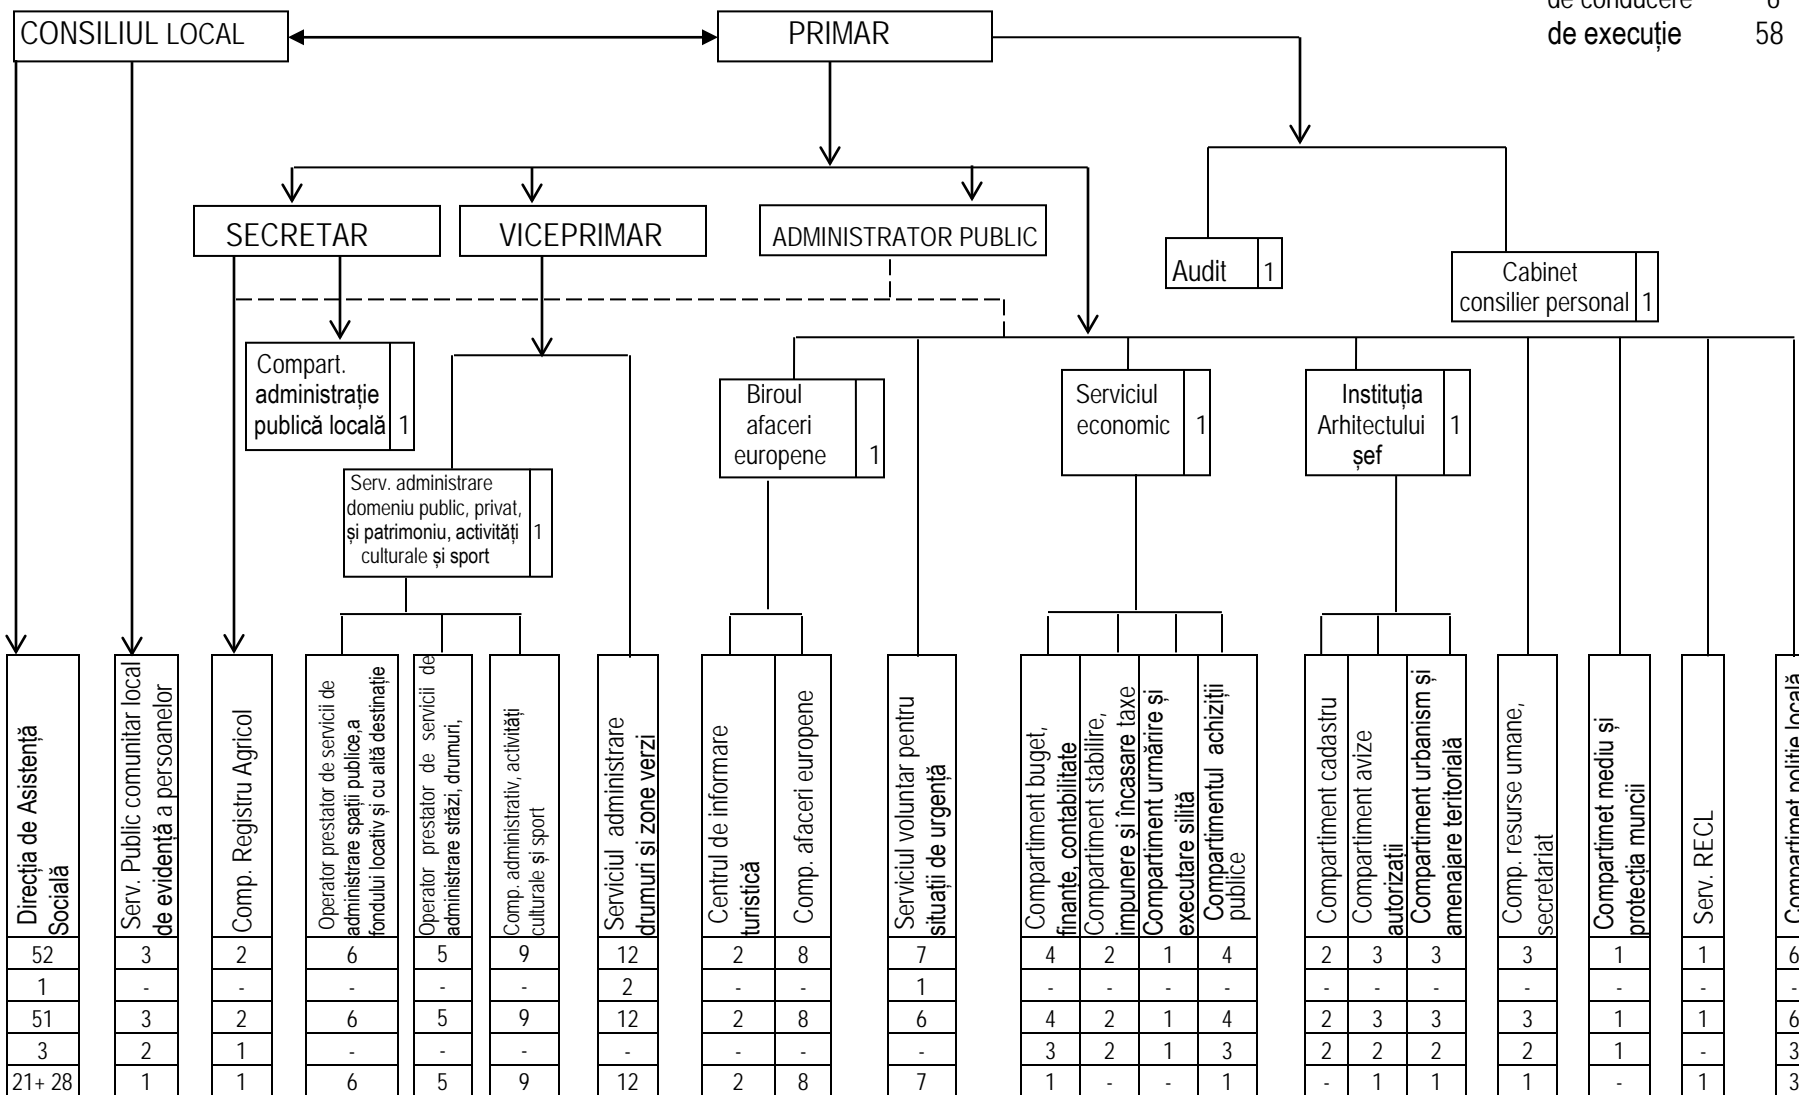 de conducere 6
CONSILIUL LOCAL
PRIMAR
de execuție 58
SECRETAR
VICEPRIMAR
ADMINISTRATOR PUBLIC
Audit 1
Cabinet
consilier personal 1
Compart.
administrație
publică locală 1
Biroul
afaceri
europene 1
Serviciul
economic 1
Instituția
Arhitectului 1
șef
Serv. administrare
domeniu public, privat,
și patrimoniu, activități 1
culturale și sport
Direcția de Asistență
Socială
Serv. Public comunitar local
de evidență a persoanelor
Comp. Registru Agricol
Operator prestator de servicii de
administrare spații publice,a
fondului locativ și cu altă destinație
Operator prestator de servicii de
administrare străzi, drumuri,
Comp. administrativ, activități
culturale și sport
Serviciul administrare
drumuri și zone verzi
Centrul de informare
turistică
Comp. afaceri europene
Serviciul voluntar pentru
situații de urgență
Compartiment buget,
finanțe, contabilitate
Compartiment stabilire,
impunere și încasare taxe
Compartiment urmărire și
executare silită
Compartimentul achiziții
publice
Compartiment cadastru
Compartiment avize
autorizații
Compartiment urbanism și
amenajare teritorială
Comp. resurse umane,
secretariat
Compartimet mediu și
protecția muncii
Serv. RECL
Compartimet poliție locală
52 3 2 6 5 9 12 2 8 7 4 2 1 4 2 3 3 3 1 1 6
1 - - - - - 2 - - 1 - - - - - - - - - - -
51 3 2 6 5 9 12 2 8 6 4 2 1 4 2 3 3 3 1 1 6
3 2 1 - - - - - - - 3 2 1 3 2 2 2 2 1 - 3
21+ 28 1 1 6 5 9 12 2 8 7 1 - - 1 - 1 1 1 - 1 3